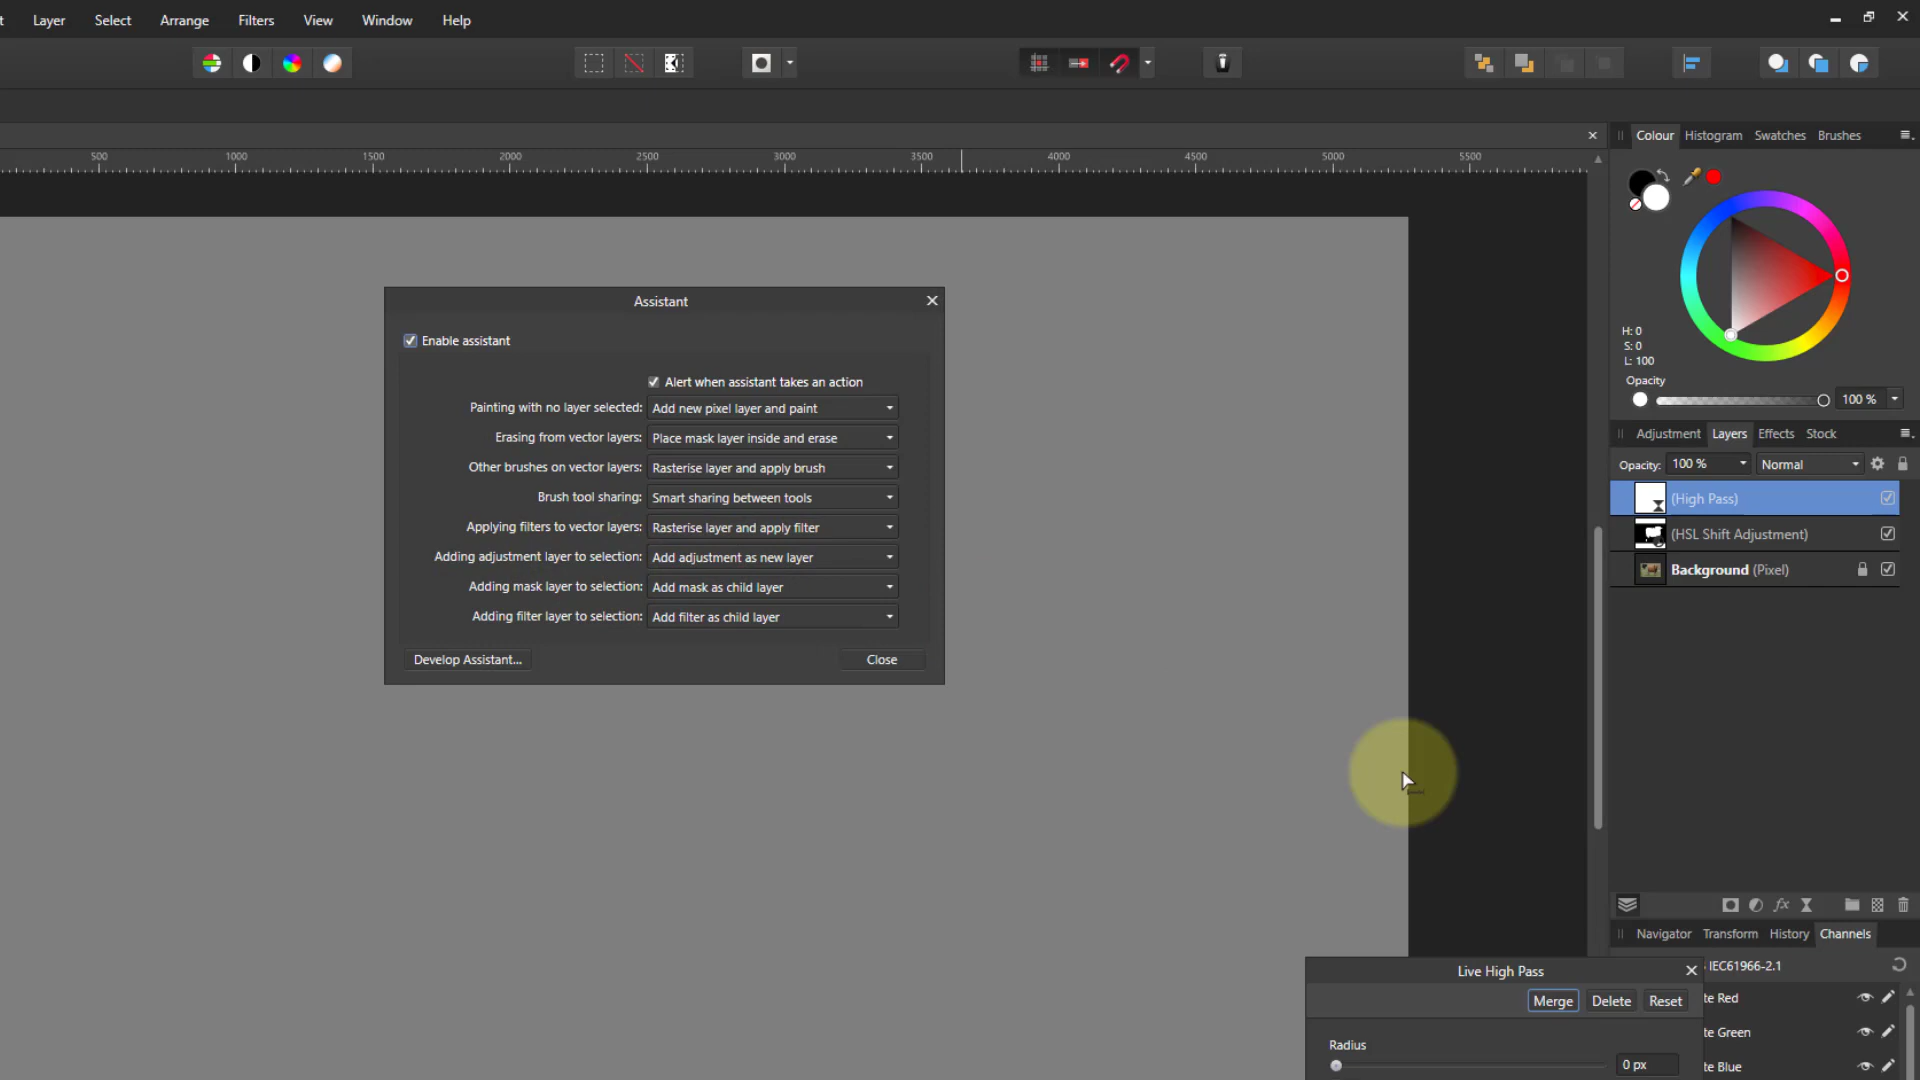 t Layer Select Arrange Filters View Window Help
500 1000 1500 2000 2500 3000 3500 4000 4500 5000 5500
Colour Histogram Swatches Brushes
H: 0
S: 0
L: 100
Opacity
100 %
Assistant
Enable assistant
Alert when assistant takes an action
Painting with no layer selected: Add new pixel layer and paint
Erasing from vector layers: Place mask layer inside and erase
Other brushes on vector layers: Rasterise layer and apply brush
Brush tool sharing: Smart sharing between tools
Applying filters to vector layers: Rasterise layer and apply filter
Adding adjustment layer to selection: Add adjustment as new layer
Adding mask layer to selection: Add mask as child layer
Adding filter layer to selection: Add filter as child layer
Develop Assistant... Close
Adjustment Layers Effects Stock
Opacity: 100 % Normal
(High Pass)
(HSL Shift Adjustment)
Background (Pixel)
fx
Navigator Transform History Channels
IEC61966-2.1
te Red
te Green
te Blue
Live High Pass
Merge Delete Reset
Radius
0 px